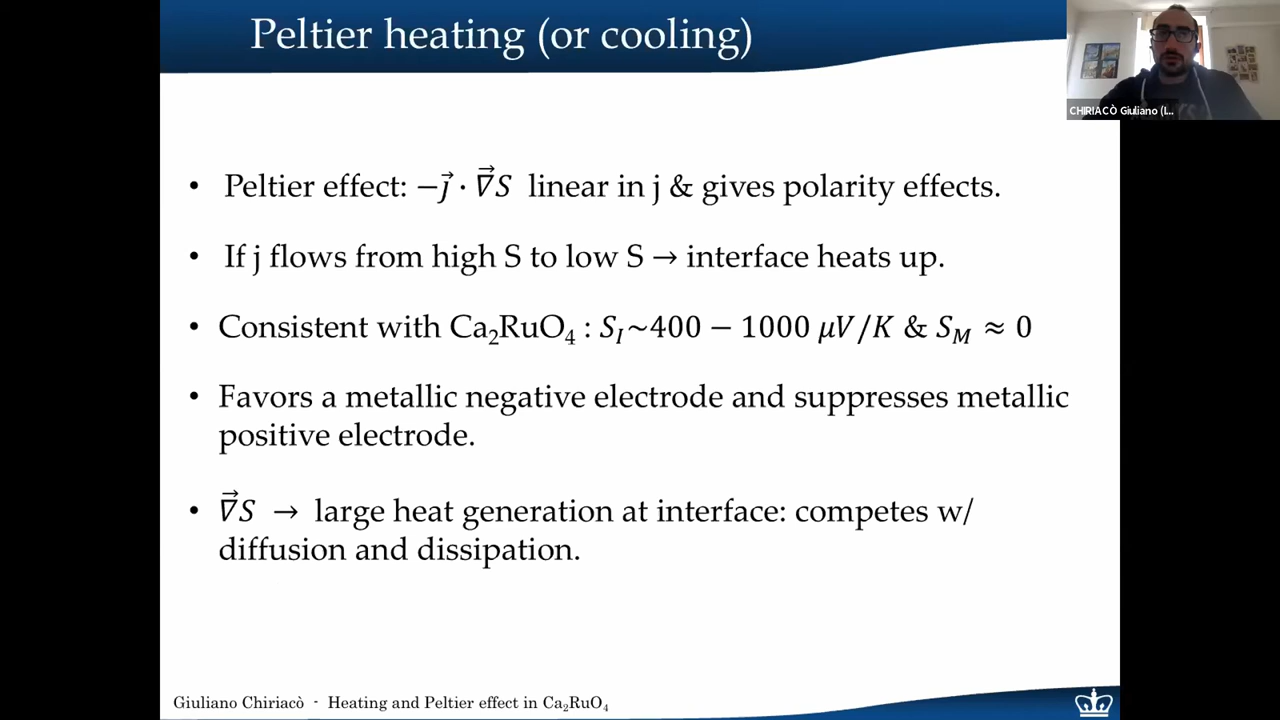 Peltier heating (or cooling)
CHIRIACÒ Giuliano (I...
• Peltier effect: −j⃗ · ∇⃗S linear in j & gives polarity effects.
• If j flows from high S to low S → interface heats up.
• Consistent with Ca₂RuO₄ : S_I~400 − 1000 μV/K & S_M ≈ 0
• Favors a metallic negative electrode and suppresses metallic
positive electrode.
• ∇⃗S → large heat generation at interface: competes w/
diffusion and dissipation.
Giuliano Chiriacò - Heating and Peltier effect in Ca₂RuO₄